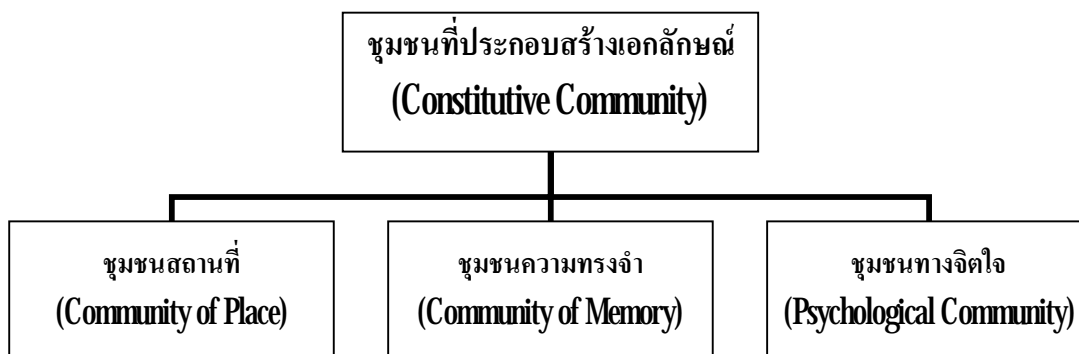 ชุมชนที่ประกอบสร้างเอกลักษณ์
(Constitutive Community)
ชุมชนสถานที่
(Community of Place)
ชุมชนความทรงจำ
(Community of Memory)
ชุมชนทางจิตใจ
(Psychological Community)